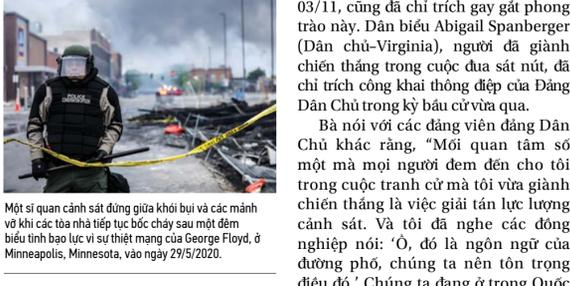 POLICE
Một sĩ quan cảnh sát đứng giữa khói bụi và các mảnh
vỡ khi các tòa nhà tiếp tục bốc cháy sau một đêm
biểu tình bạo lực vì sự thiệt mạng của George Floyd, ở
Minneapolis, Minnesota, vào ngày 29/5/2020.
03/11, cũng đã chỉ trích gay gắt phong
trào này. Dân biểu Abigail Spanberger
(Dân chủ–Virginia), người đã giành
chiến thắng trong cuộc đua sát nút, đã
chỉ trích công khai thông điệp của Đảng
Dân Chủ trong kỳ bầu cử vừa qua.
Bà nói với các đảng viên đảng Dân
Chủ khác rằng, “Mối quan tâm số
một mà mọi người đem đến cho tôi
trong cuộc tranh cử mà tôi vừa giành
chiến thắng là việc giải tán lực lượng
cảnh sát. Và tôi đã nghe các đồng
nghiệp nói: ‘Ồ, đó là ngôn ngữ của
đường phố, chúng ta nên tôn trọng
điều đó.’ Chúng ta đang ở trong Quốc